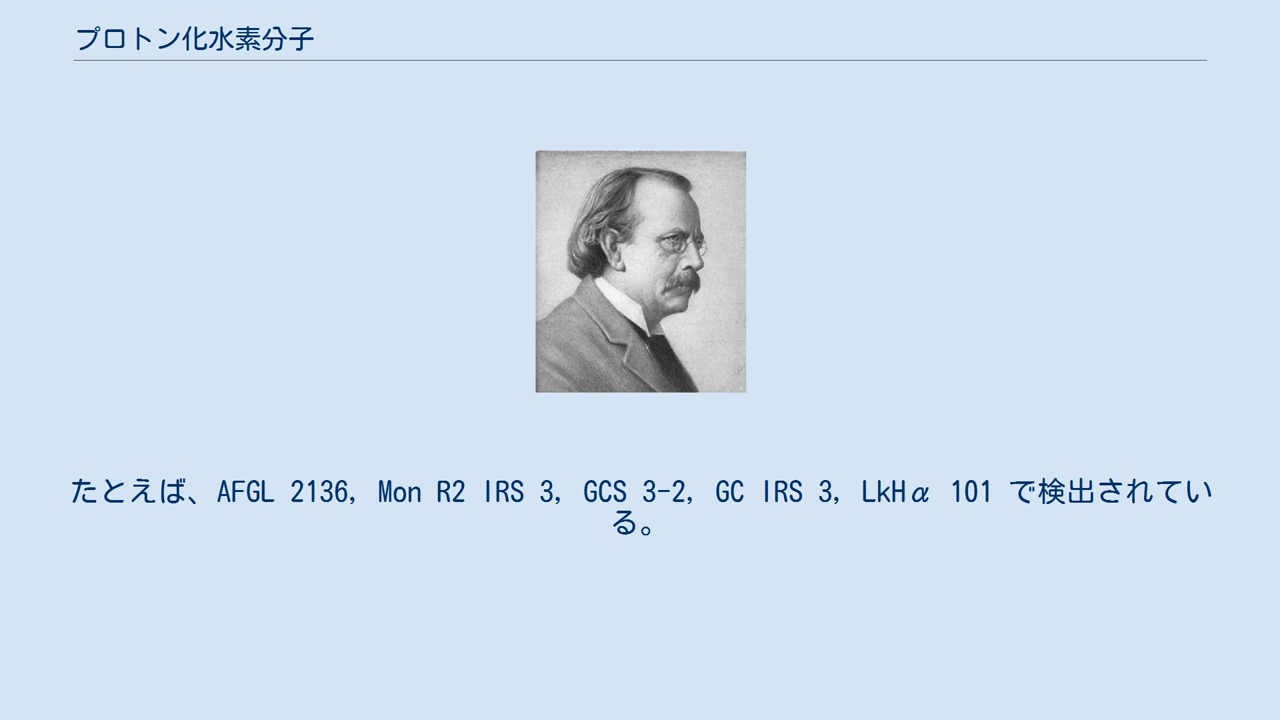 プロトン化水素分子
たとえば、AFGL 2136, Mon R2 IRS 3, GCS 3-2, GC IRS 3, LkHα 101 で検出されてい
る。